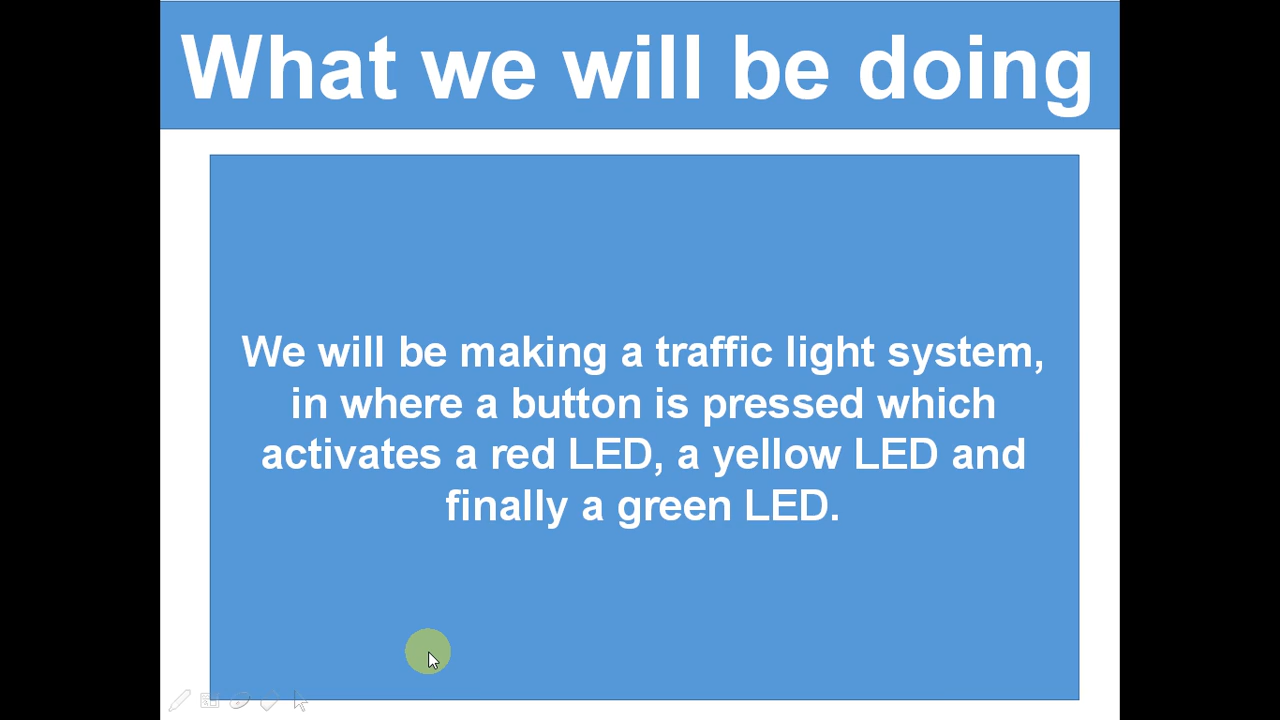 What we will be doing
We will be making a traffic light system,
in where a button is pressed which
activates a red LED, a yellow LED and
finally a green LED.